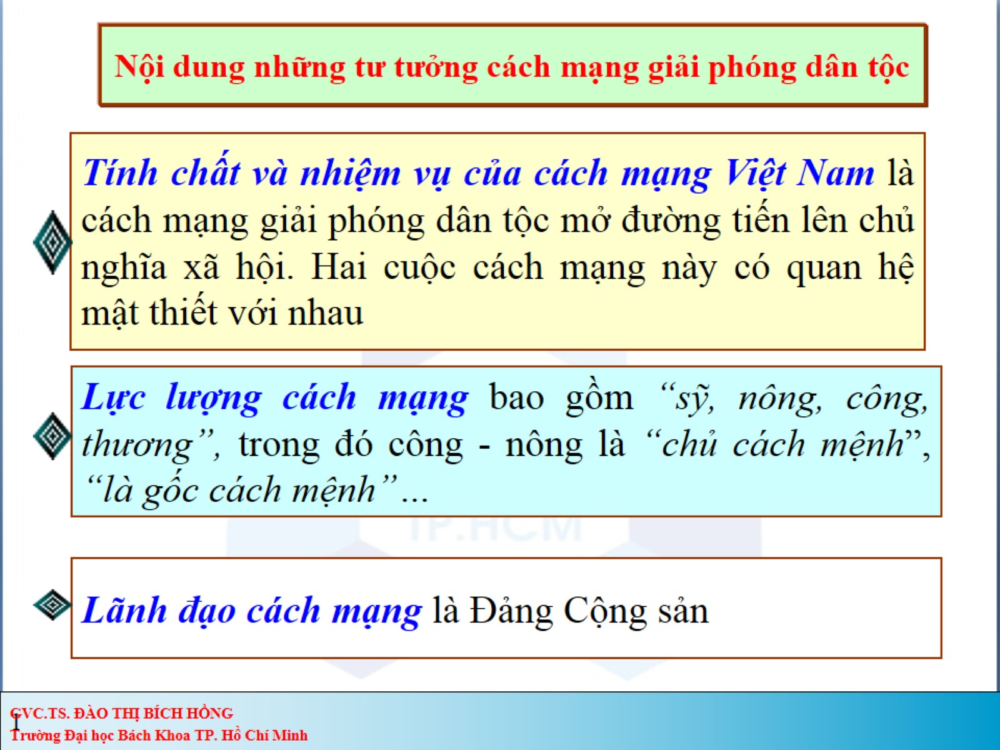 Nội dung những tư tưởng cách mạng giải phóng dân tộc
Tính chất và nhiệm vụ của cách mạng Việt Nam là
cách mạng giải phóng dân tộc mở đường tiến lên chủ
nghĩa xã hội. Hai cuộc cách mạng này có quan hệ
mật thiết với nhau
Lực lượng cách mạng bao gồm “sỹ, nông, công,
thương”, trong đó công - nông là “chủ cách mệnh”,
“là gốc cách mệnh”...
TP.HCM
Lãnh đạo cách mạng là Đảng Cộng sản
GVC.TS. ĐÀO THỊ BÍCH HỒNG
1
Trường Đại học Bách Khoa TP. Hồ Chí Minh